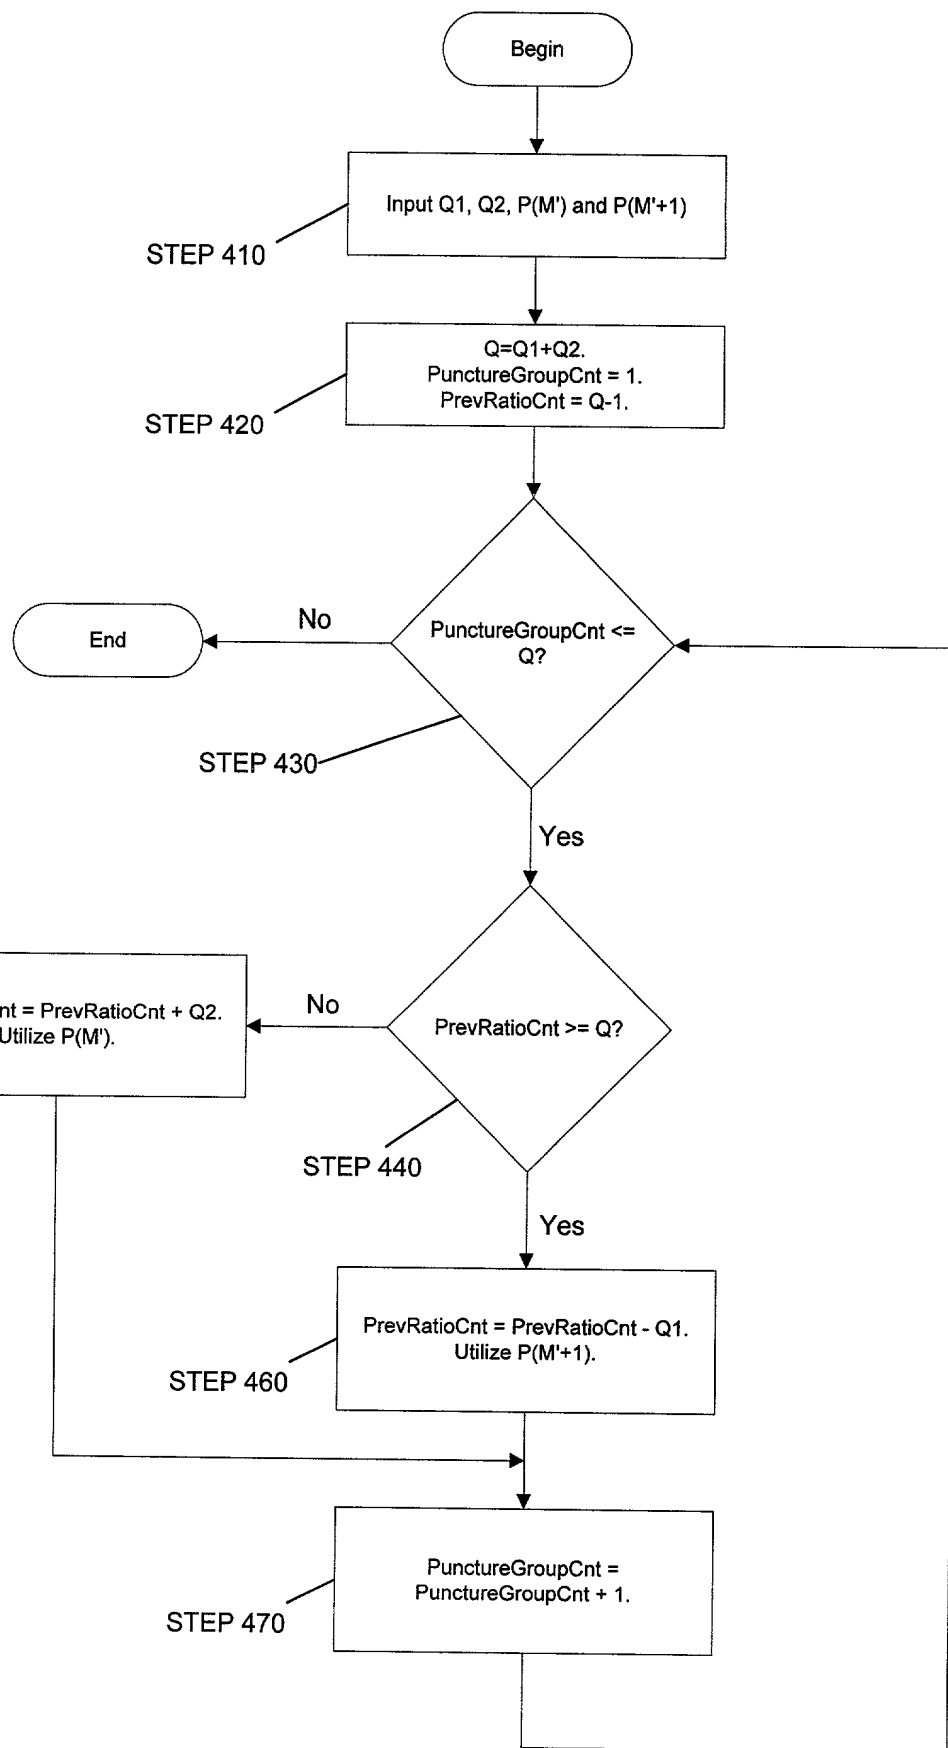 Begin
Input Q1, Q2, P(M') and P(M'+1)
STEP 410
Q=Q1+Q2.
PunctureGroupCnt = 1.
PrevRatioCnt = Q-1.
STEP 420
No
End
PunctureGroupCnt <=
Q?
STEP 430
Yes
nt = PrevRatioCnt + Q2.
Utilize P(M').
No
PrevRatioCnt >= Q?
STEP 440
Yes
PrevRatioCnt = PrevRatioCnt - Q1.
Utilize P(M'+1).
STEP 460
PunctureGroupCnt =
PunctureGroupCnt + 1.
STEP 470